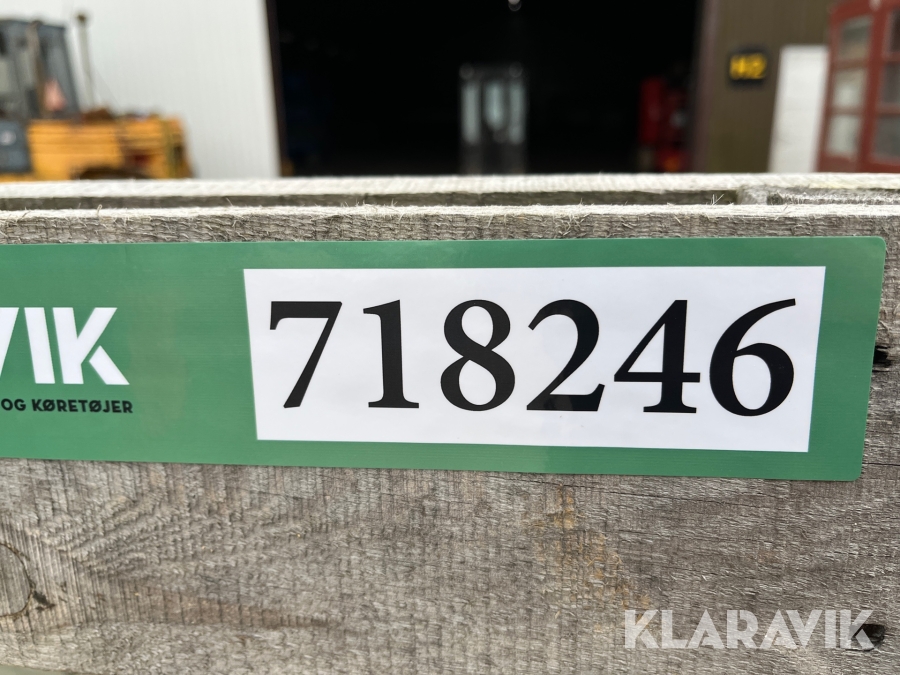 H2
VIK
OG KØRETØJER
718246
KLARAVIK